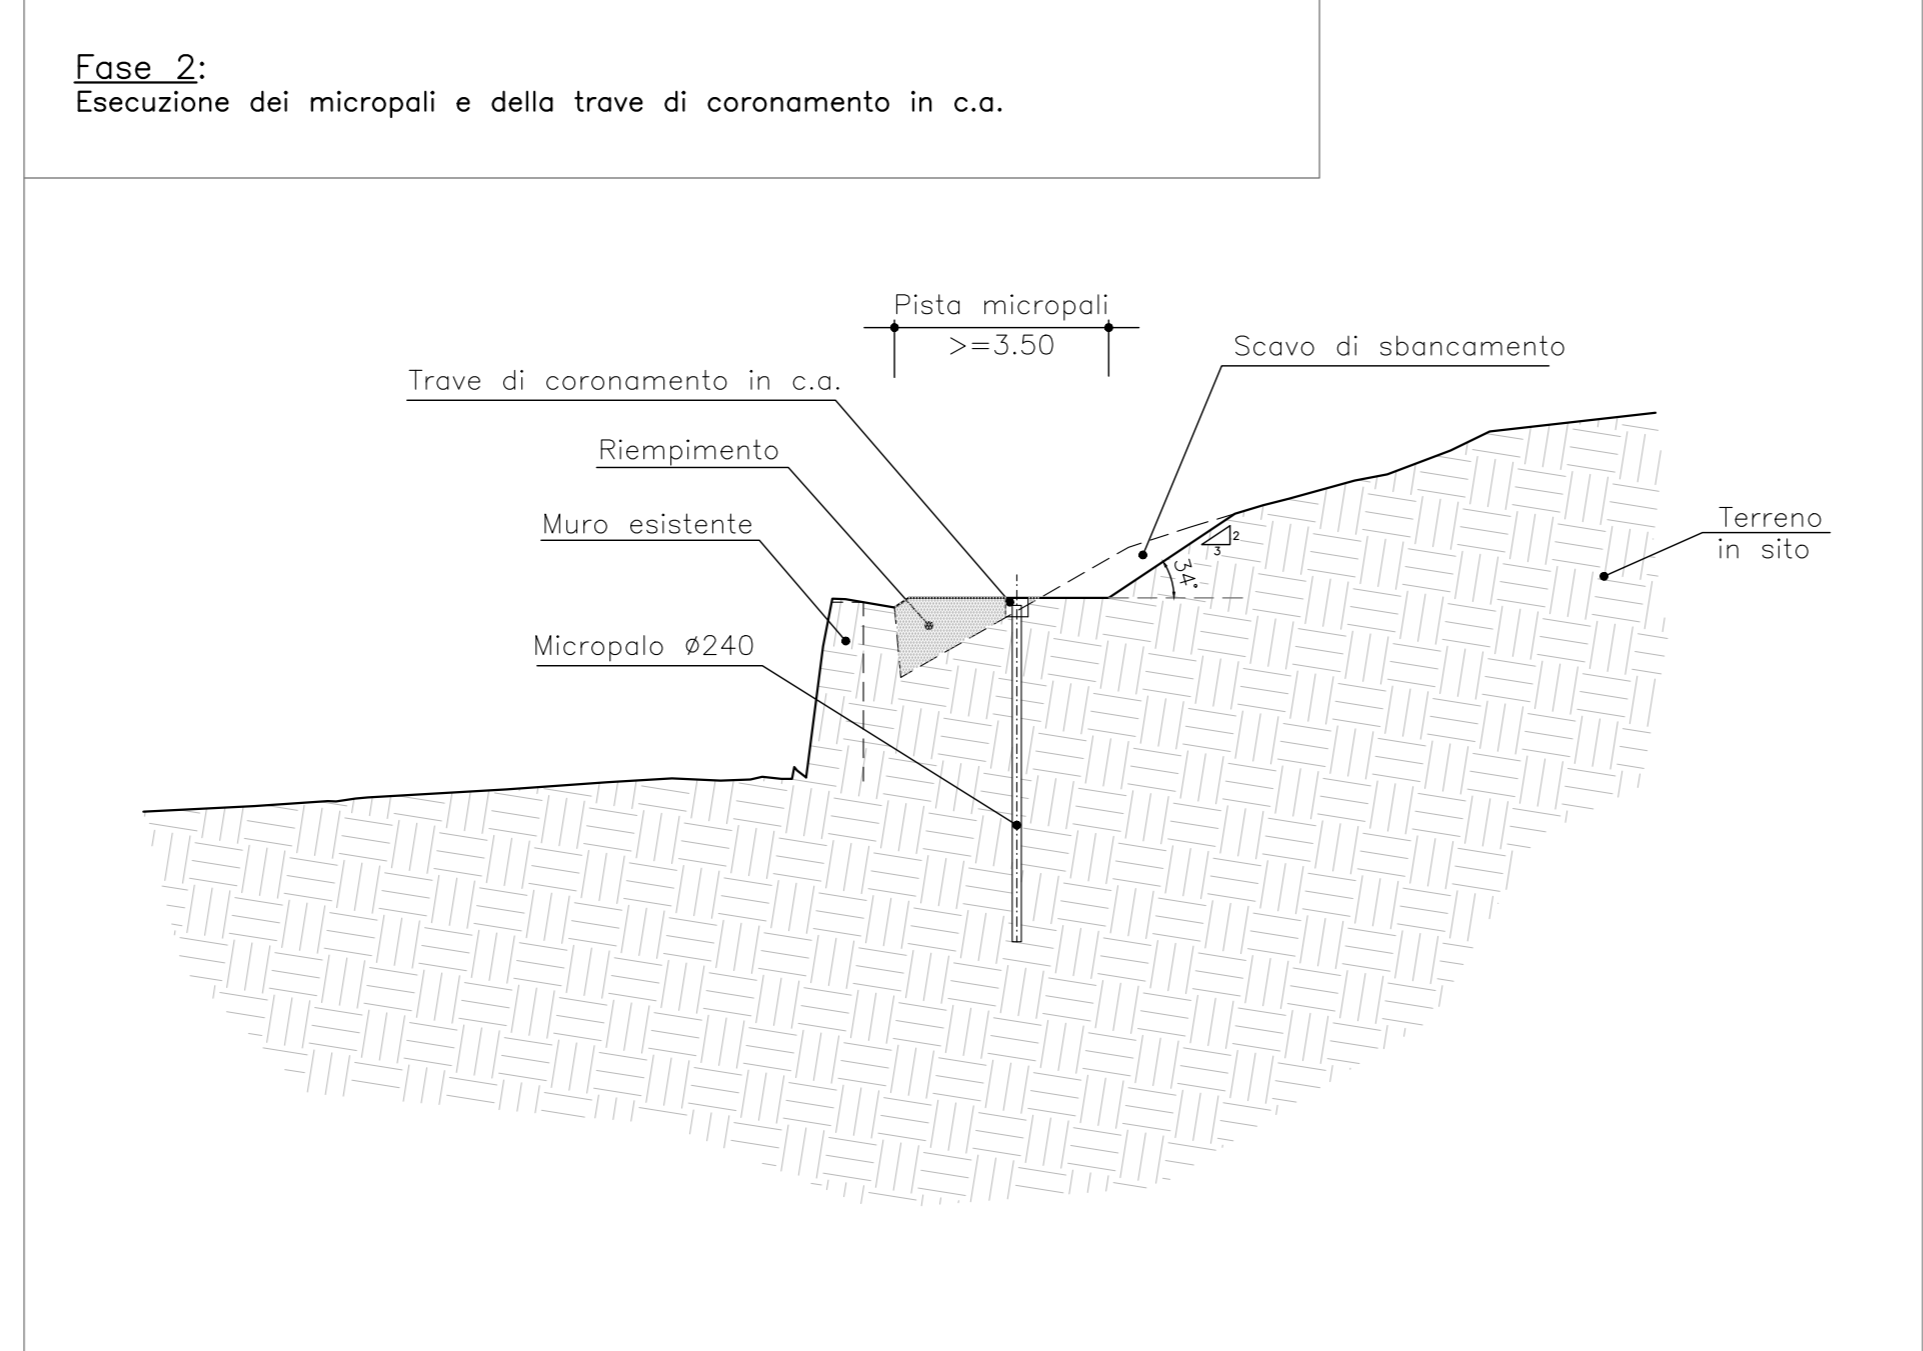 Fase 2:
Esecuzione dei micropali e della trave di coronamento in c.a.
Pista micropali
>=3.50
Scavo di sbancamento
Trave di coronamento in c.a.
Riempimento
Muro esistente
Terreno
in sito
2
3
34°
Micropalo ø240